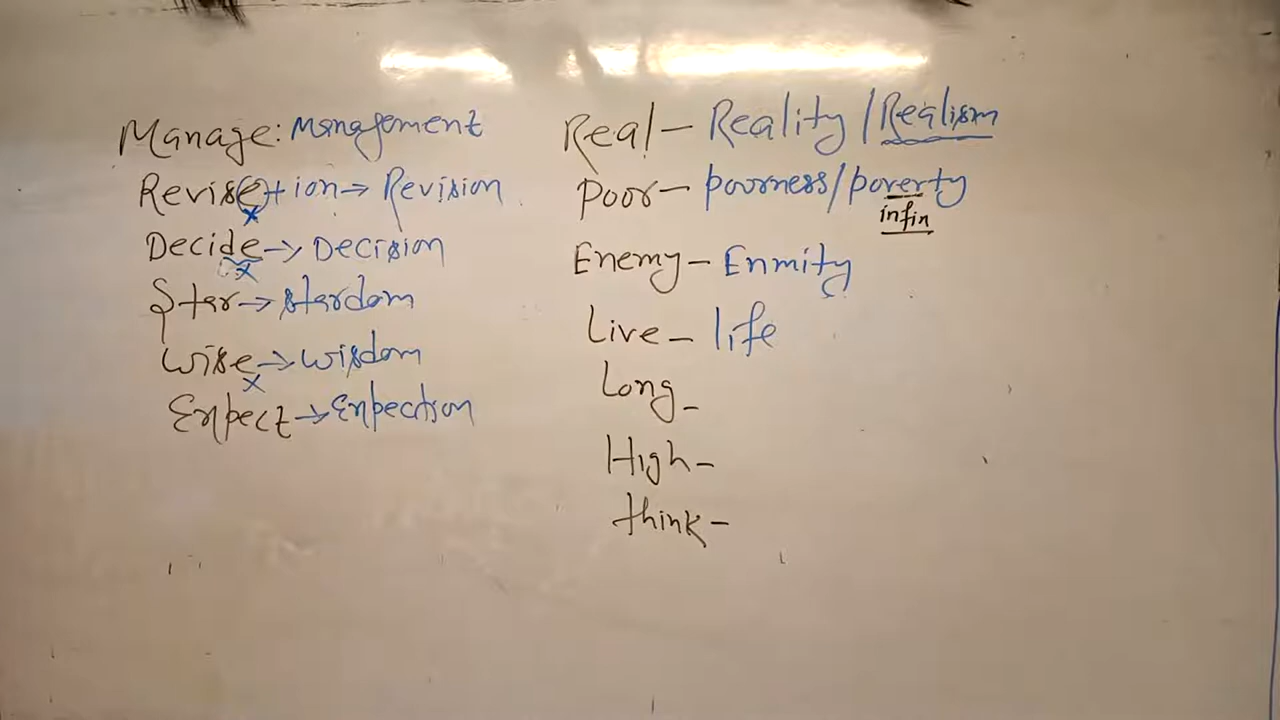 Manage: Management
Revise+ion→ Revision
x
Decide→ Decision
x
Star→ stardom
Wise→ Wisdom
x
Expect→ Expection
Real – Reality / Realism
Poor – poorness / poverty
infin
Enemy – Enmity
Live – life
Long –
High –
think –